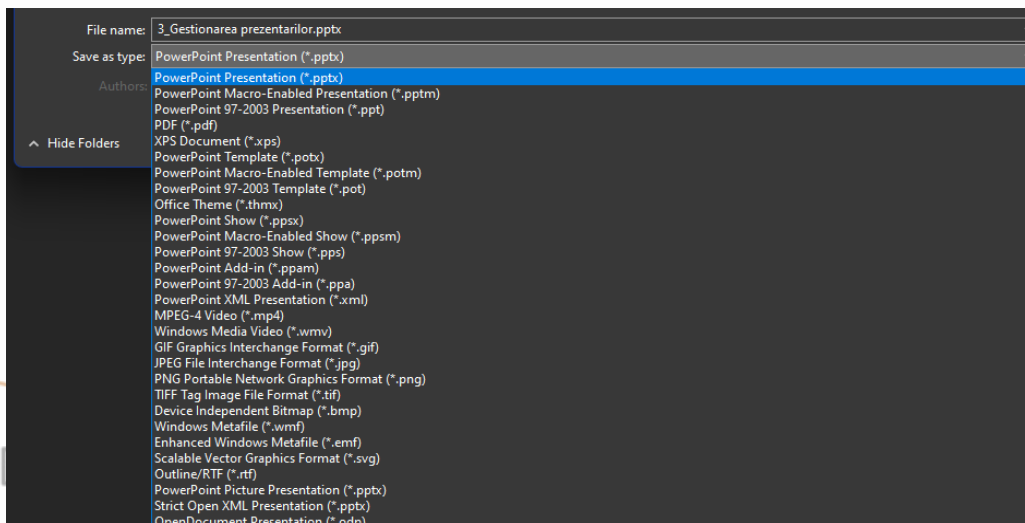 File name: 3_Gestionarea prezentarilor.pptx
Save as type: PowerPoint Presentation (*.pptx)
Authors:
PowerPoint Presentation (*.pptx)
PowerPoint Macro-Enabled Presentation (*.pptm)
PowerPoint 97-2003 Presentation (*.ppt)
PDF (*.pdf)
Hide Folders
XPS Document (*.xps)
PowerPoint Template (*.potx)
PowerPoint Macro-Enabled Template (*.potm)
PowerPoint 97-2003 Template (*.pot)
Office Theme (*.thmx)
PowerPoint Show (*.ppsx)
PowerPoint Macro-Enabled Show (*.ppsm)
PowerPoint 97-2003 Show (*.pps)
PowerPoint Add-in (*.ppam)
PowerPoint 97-2003 Add-in (*.ppa)
PowerPoint XML Presentation (*.xml)
MPEG-4 Video (*.mp4)
Windows Media Video (*.wmv)
GIF Graphics Interchange Format (*.gif)
JPEG File Interchange Format (*.jpg)
PNG Portable Network Graphics Format (*.png)
TIFF Tag Image File Format (*.tif)
Device Independent Bitmap (*.bmp)
Windows Metafile (*.wmf)
Enhanced Windows Metafile (*.emf)
Scalable Vector Graphics Format (*.svg)
Outline/RTF (*.rtf)
PowerPoint Picture Presentation (*.pptx)
Strict Open XML Presentation (*.pptx)
OpenDocument Presentation (*.odp)